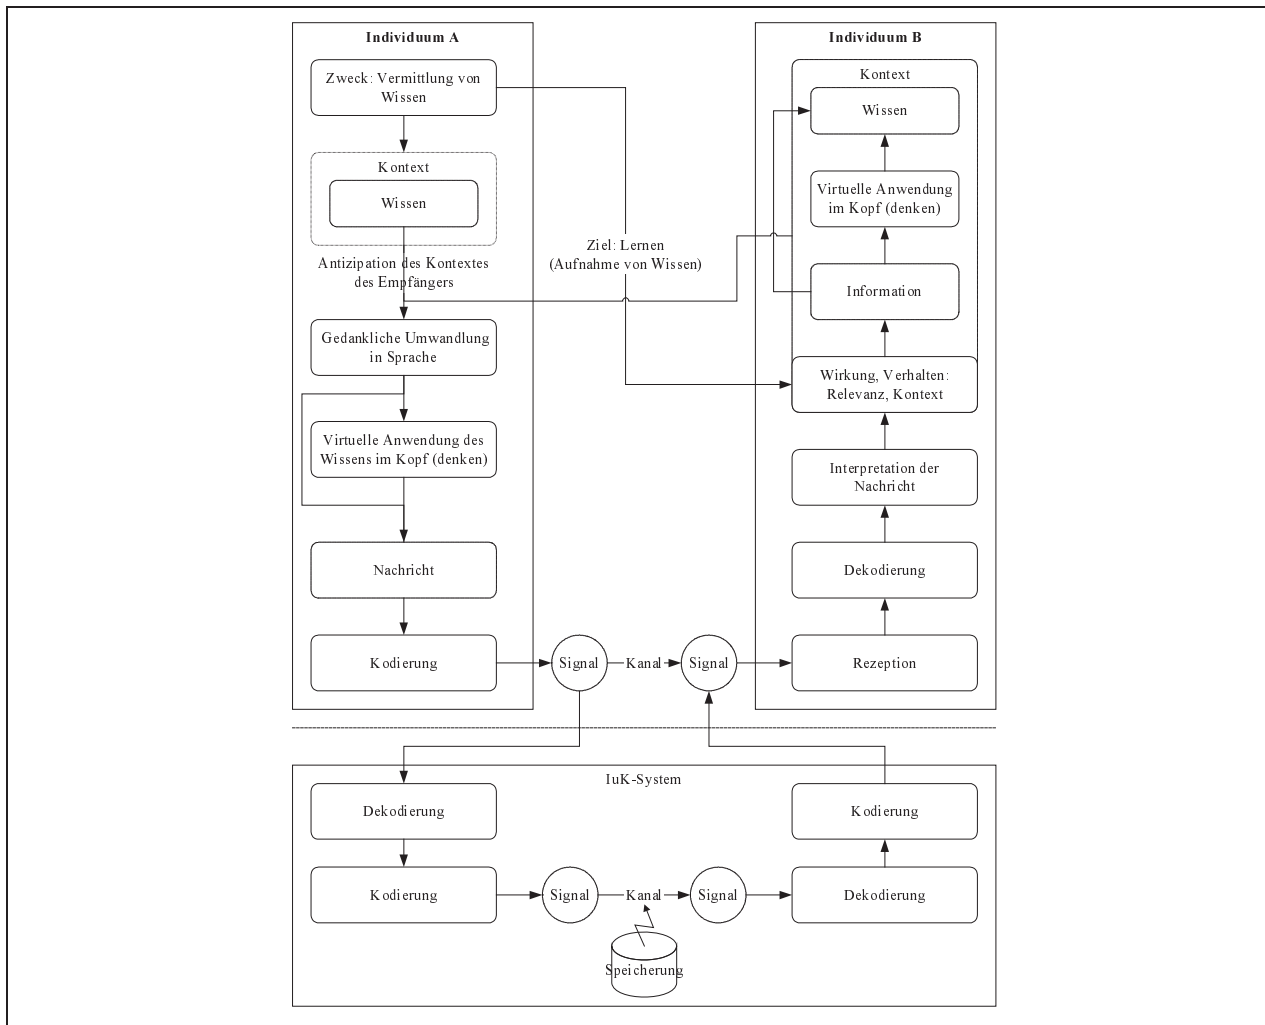 Individuum A
Zweck: Vermittlung von
Wissen
Kontext
Wissen
Antizipation des Kontextes
des Empfängers
Gedankliche Umwandlung
in Sprache
Virtuelle Anwendung des
Wissens im Kopf (denken)
Nachricht
Kodierung
Ziel: Lernen
(Aufnahme von Wissen)
Signal
Kanal
Signal
Individuum B
Kontext
Wissen
Virtuelle Anwendung
im Kopf (denken)
Information
Wirkung, Verhalten:
Relevanz, Kontext
Interpretation der
Nachricht
Dekodierung
Rezeption
IuK-System
Dekodierung
Kodierung
Signal
Kanal
Signal
Speicherung
Kodierung
Dekodierung